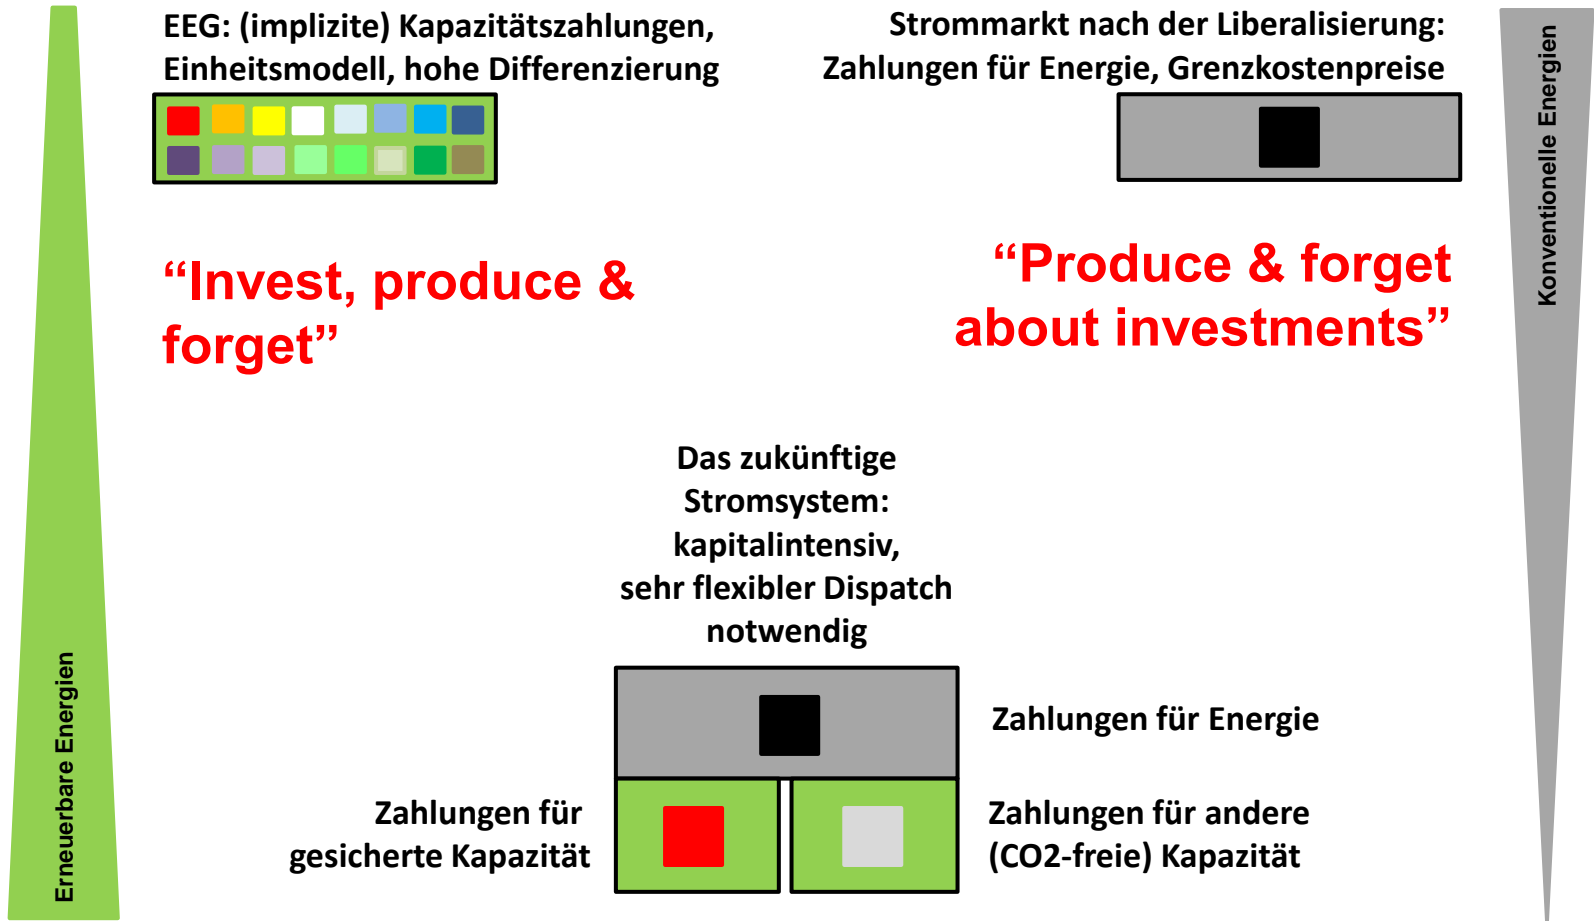 EEG: (implizite) Kapazitätszahlungen,
Einheitsmodell, hohe Differenzierung
Strommarkt nach der Liberalisierung:
Zahlungen für Energie, Grenzkostenpreise
“Invest, produce &
forget”
“Produce & forget
about investments”
Konventionelle Energien
Das zukünftige
Stromsystem:
kapitalintensiv,
sehr flexibler Dispatch
notwendig
Erneuerbare Energien
Zahlungen für Energie
Zahlungen für
gesicherte Kapazität
Zahlungen für andere
(CO2-freie) Kapazität